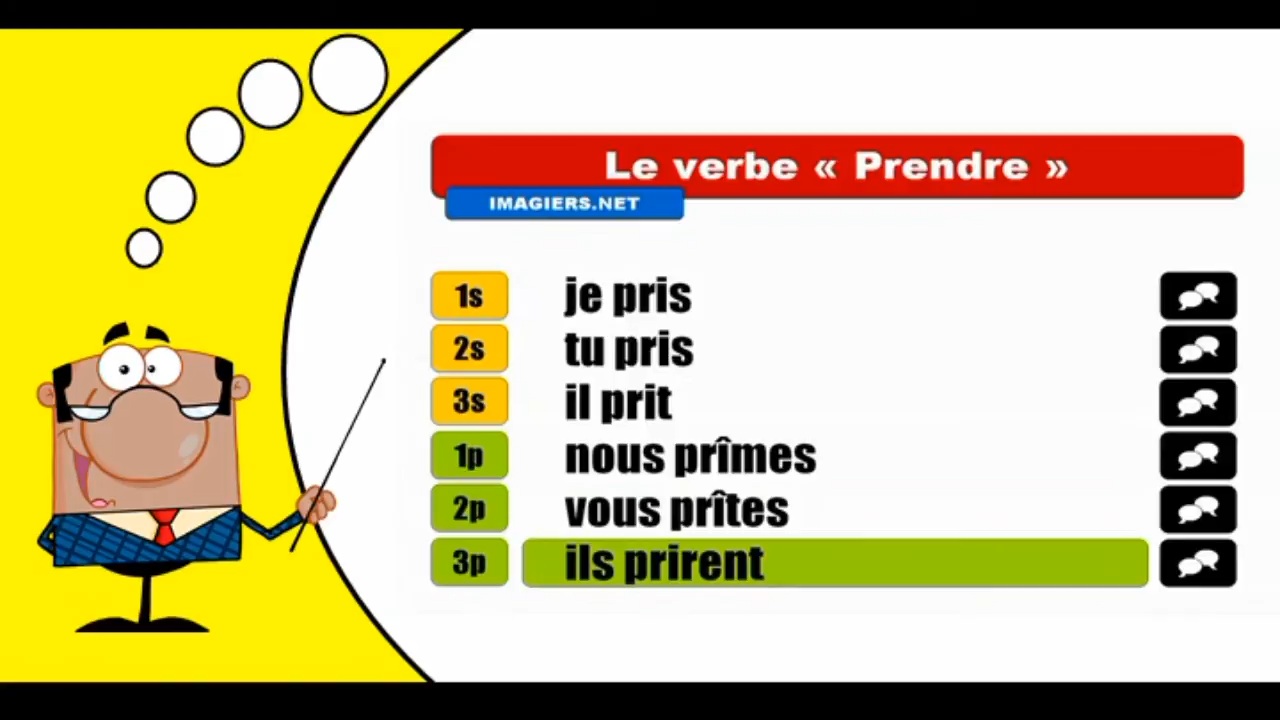 Le verbe « Prendre »
IMAGIERS.NET
1s je pris
2s tu pris
3s il prit
1p nous prîmes
2p vous prîtes
3p ils prirent